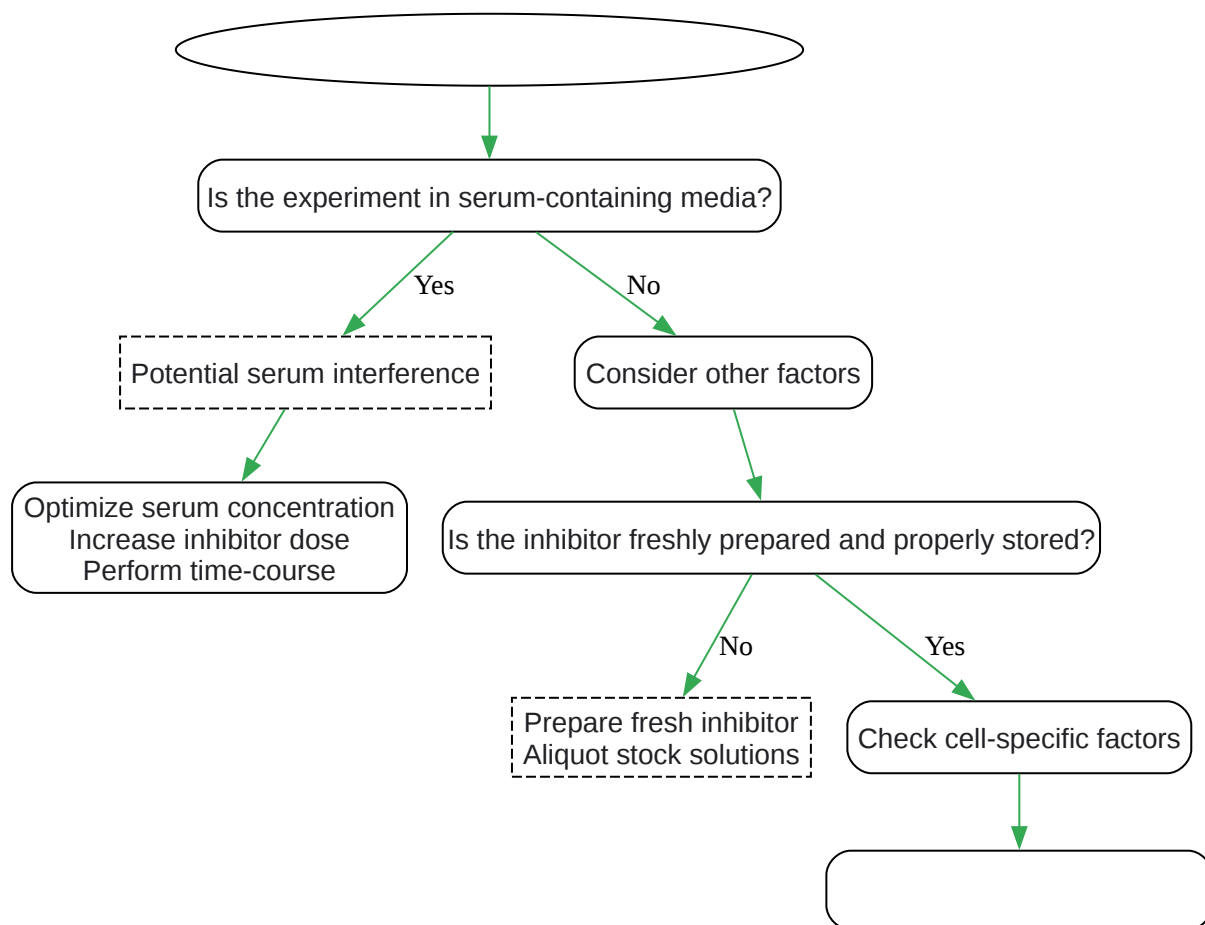 Is the experiment in serum-containing media?
Yes
No
Potential serum interference
Consider other factors
Optimize serum concentration
Increase inhibitor dose
Perform time-course
Is the inhibitor freshly prepared and properly stored?
No
Yes
Prepare fresh inhibitor
Aliquot stock solutions
Check cell-specific factors